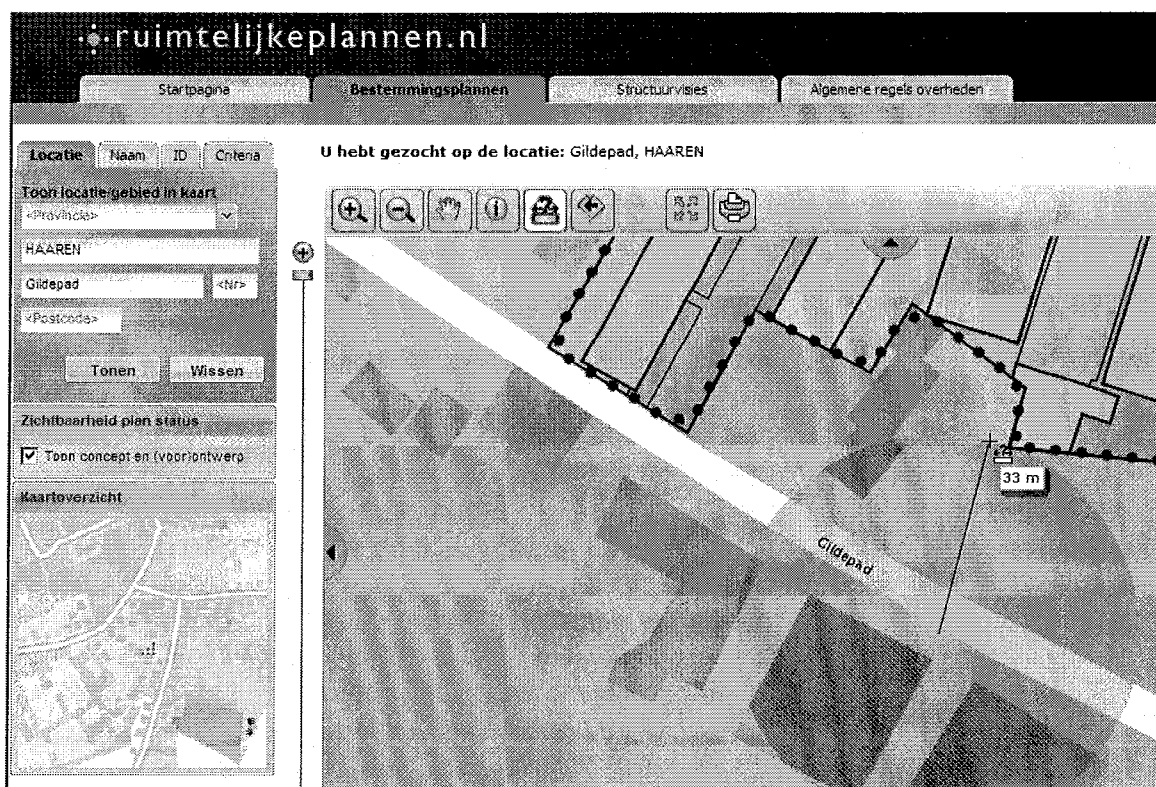 ruimtelijkeplannen.nl
Startpagina
Bestemmingsplannen
Structuurvisies
Algemene regels overheden
Locatie
Naam
ID
Criteria
U hebt gezocht op de locatie: Gildepad, HAAREN
Toon locatie-gebied in kaart
<Provincie>
HAAREN
Gildepad
<Nr>
<Postcode>
Tonen
Wissen
Zichtbaarheid plan status
Toon concept en (voor)ontwerp
Kaartoverzicht
33 m
Gildepad